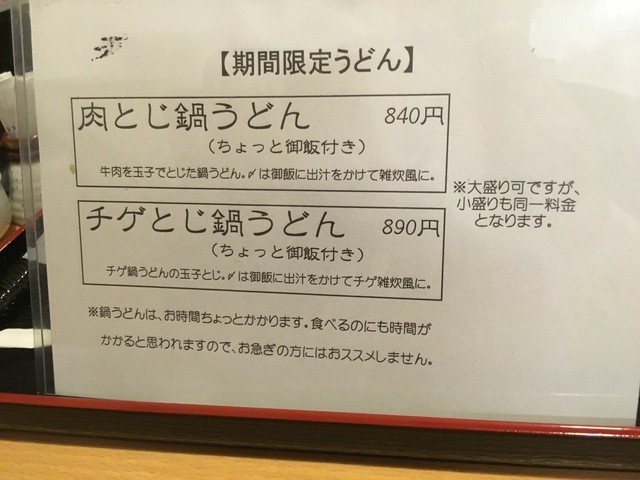 【期間限定うどん】
肉とじ鍋うどん 840円
（ちょっと御飯付き）
牛肉を玉子でとじた鍋うどん。〆は御飯に出汁をかけて雑炊風に。
※大盛り可ですが、
小盛りも同一料金
となります。
チゲとじ鍋うどん 890円
（ちょっと御飯付き）
チゲ鍋うどんの玉子とじ。〆は御飯に出汁をかけてチゲ雑炊風に。
※鍋うどんは、お時間ちょっとかかります。食べるのにも時間が
かかると思われますので、お急ぎの方にはおススメしません。